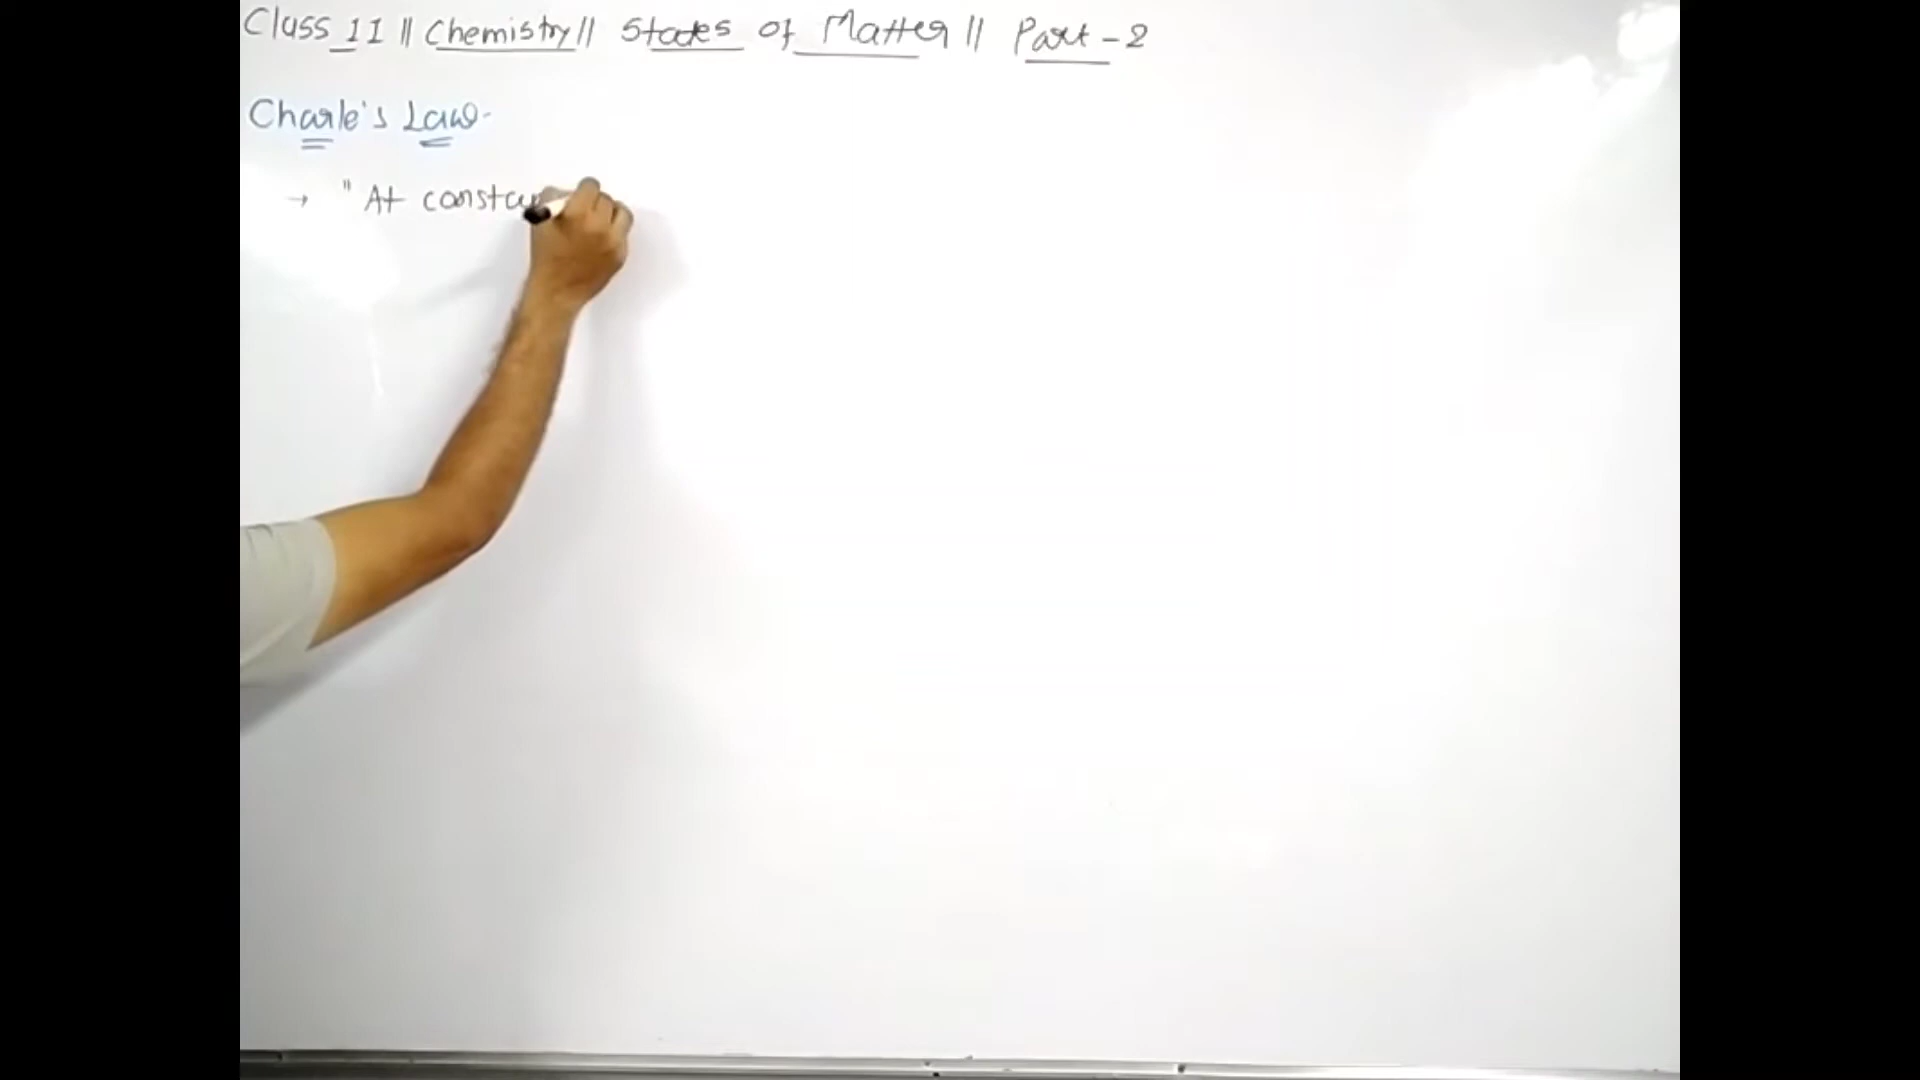 Class 11 || Chemistry || States of Matter || Part - 2
Charle's Law-
→ " At constan